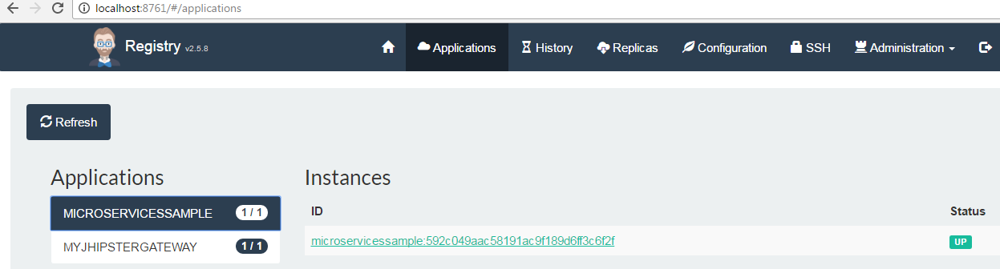 localhost:8761/#/applications
Registry v2.5.8
Applications History Replicas Configuration SSH Administration
Refresh
Applications
MICROSERVICESSAMPLE 1 / 1
MYJHIPSTERGATEWAY 1 / 1
Instances
ID Status
microservicessample:592c049aac58191ac9f189d6ff3c6f2f UP